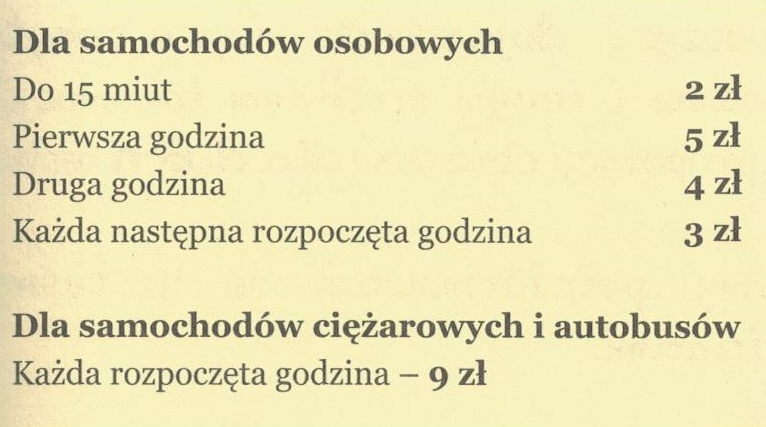 Dla samochodów osobowych
Do 15 miut 2 zł
Pierwsza godzina 5 zł
Druga godzina 4 zł
Każda następna rozpoczęta godzina 3 zł
Dla samochodów ciężarowych i autobusów
Każda rozpoczęta godzina – 9 zł